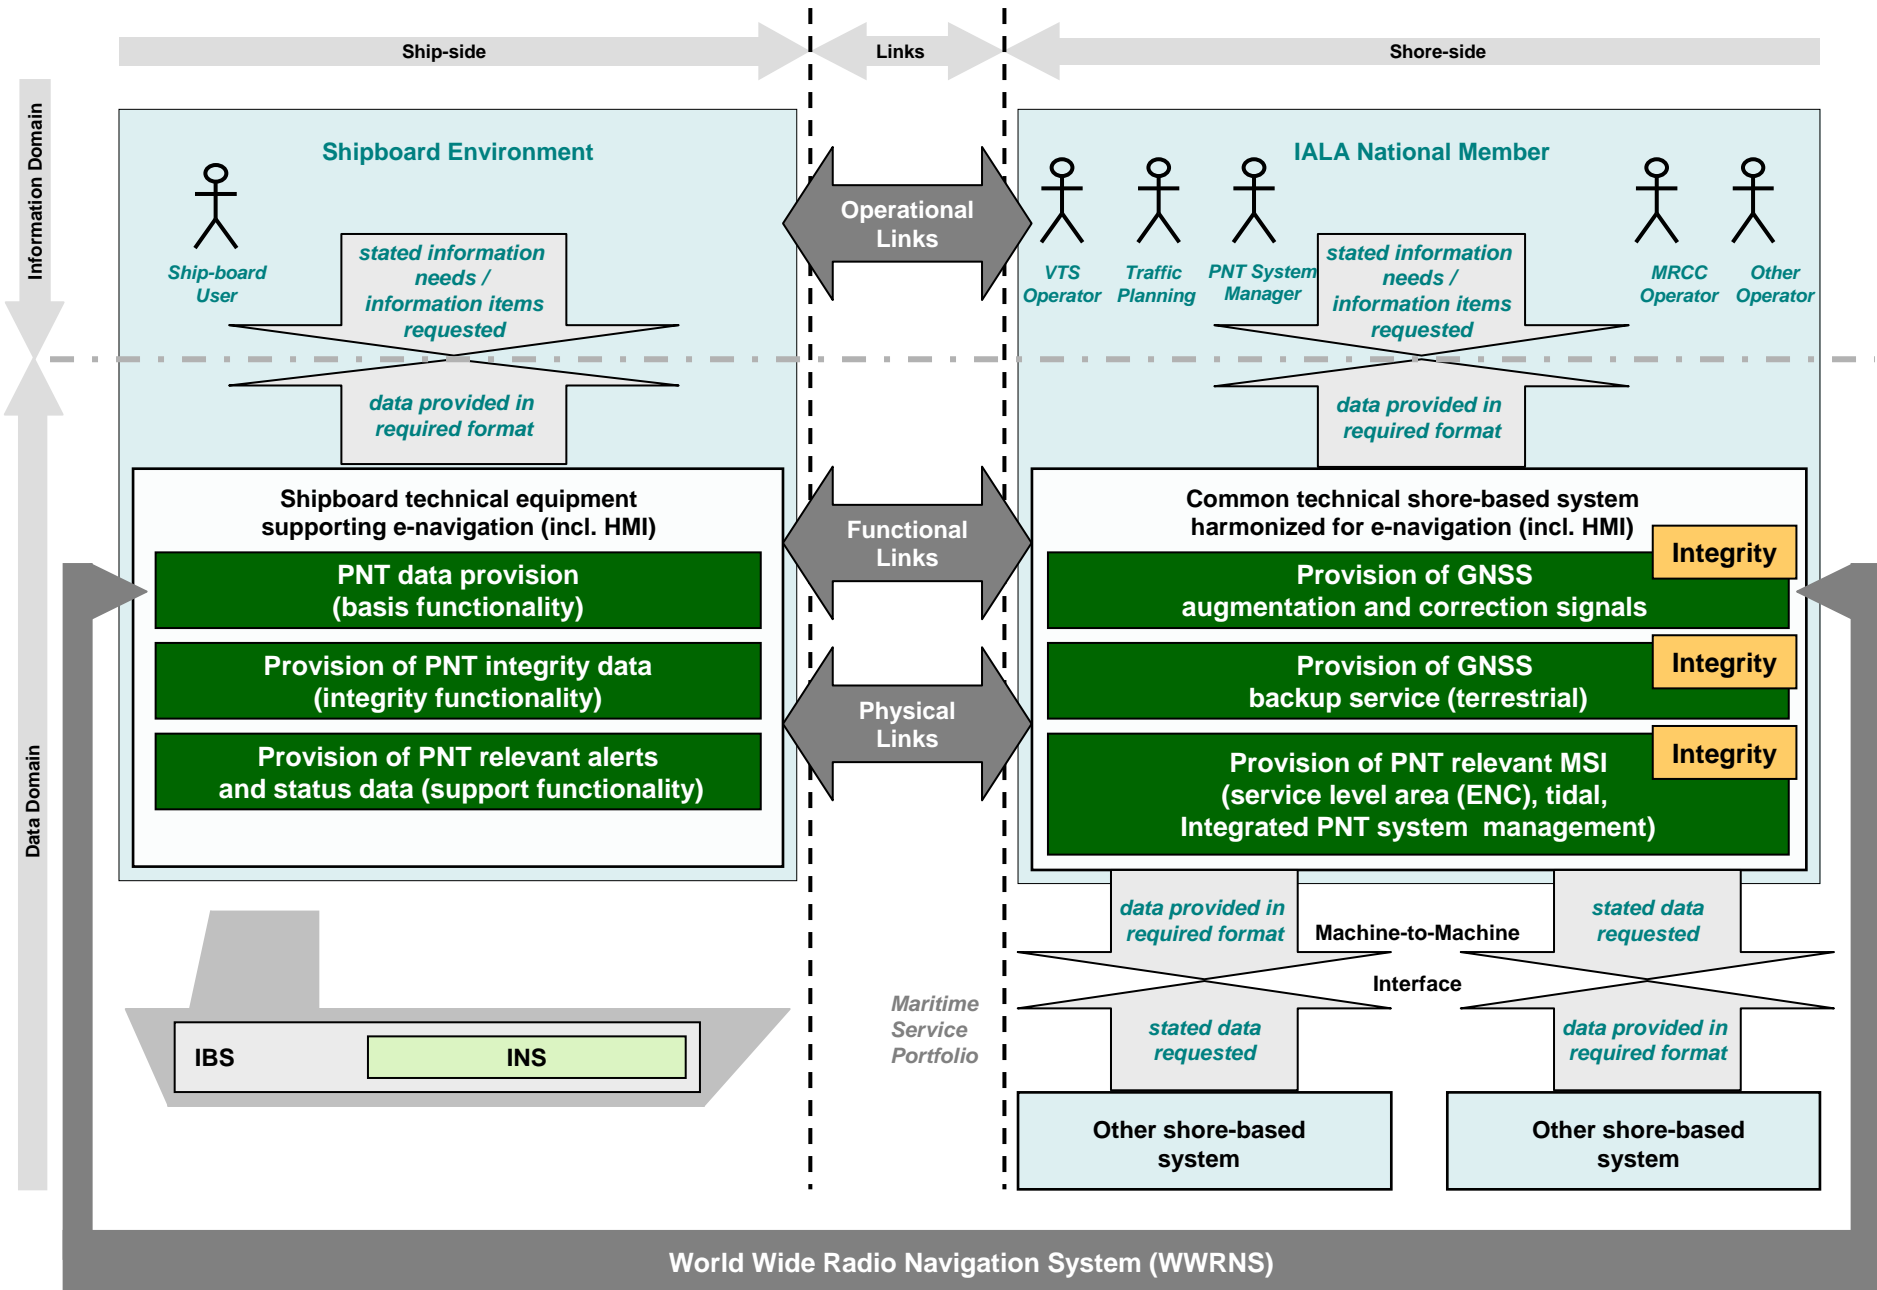 Ship-side
Links
Shore-side
Information Domain
Data Domain
Shipboard Environment
Ship-board
User
stated information
needs /
information items
requested
data provided in
required format
Shipboard technical equipment
supporting e-navigation (incl. HMI)
PNT data provision
(basis functionality)
Provision of PNT integrity data
(integrity functionality)
Provision of PNT relevant alerts
and status data (support functionality)
IBS
INS
Operational
Links
Functional
Links
Physical
Links
Maritime
Service
Portfolio
IALA National Member
VTS
Operator
Traffic
Planning
PNT System
Manager
stated information
needs /
information items
requested
MRCC
Operator
Other
Operator
data provided in
required format
Common technical shore-based system
harmonized for e-navigation (incl. HMI)
Integrity
Provision of GNSS
augmentation and correction signals
Integrity
Provision of GNSS
backup service (terrestrial)
Integrity
Provision of PNT relevant MSI
(service level area (ENC), tidal,
Integrated PNT system management)
data provided in
required format
Machine-to-Machine
Interface
stated data
requested
stated data
requested
data provided in
required format
Other shore-based
system
Other shore-based
system
World Wide Radio Navigation System (WWRNS)